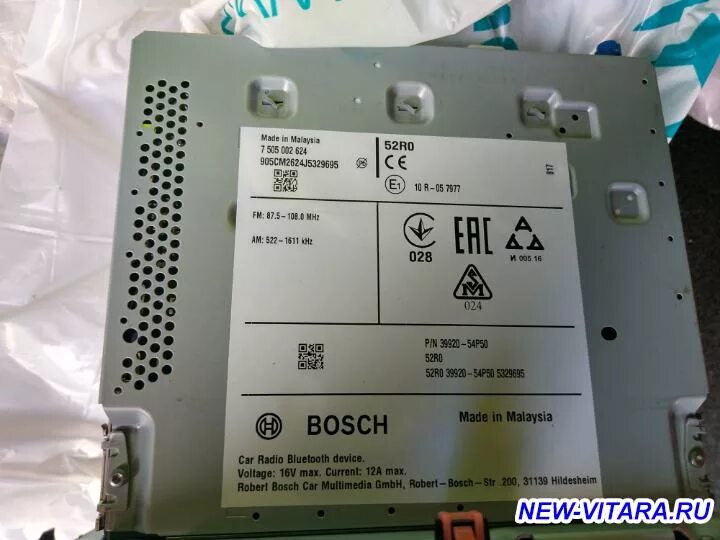 Made in Malaysia
7 505 002 624
905CM2624J5329695
52R0
CE
E1
10 R-05 7977
817
FM: 87.5-108.0 MHz
AM: 522-1611 kHz
028
EAC
И 005 16
024
P/N 39920-54P50
52R0
52R0 39920-54P50 5329695
BOSCH
Made in Malaysia
Car Radio Bluetooth device.
Voltage: 16V max. Current: 12A max.
Robert Bosch Car Multimedia GmbH, Robert-Bosch-Str .200, 31139 Hildesheim
NEW-VITARA.RU